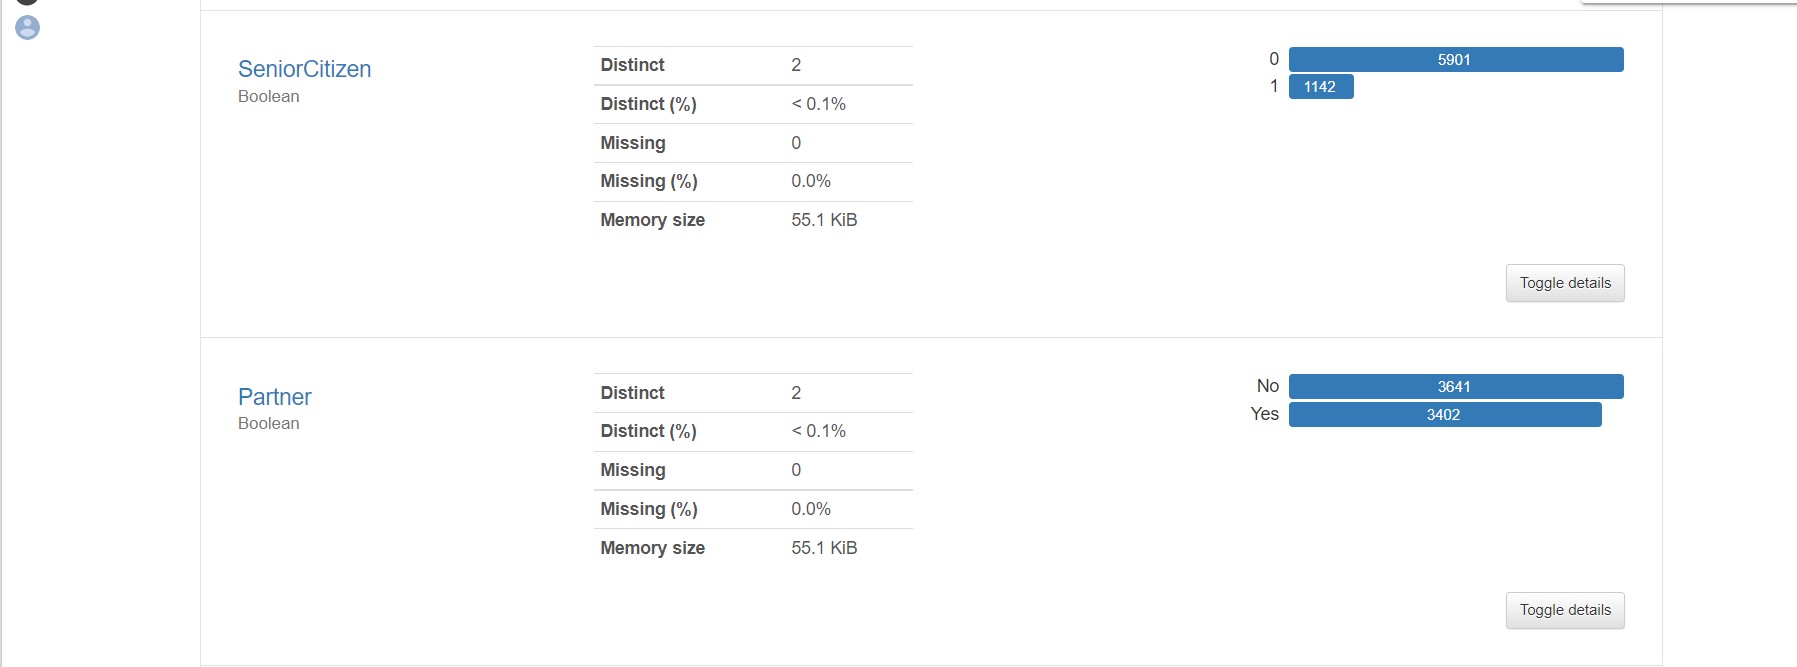 SeniorCitizen
Boolean
Distinct 2
Distinct (%) < 0.1%
Missing 0
Missing (%) 0.0%
Memory size 55.1 KiB
0 5901
1 1142
Toggle details
Partner
Boolean
Distinct 2
Distinct (%) < 0.1%
Missing 0
Missing (%) 0.0%
Memory size 55.1 KiB
No 3641
Yes 3402
Toggle details